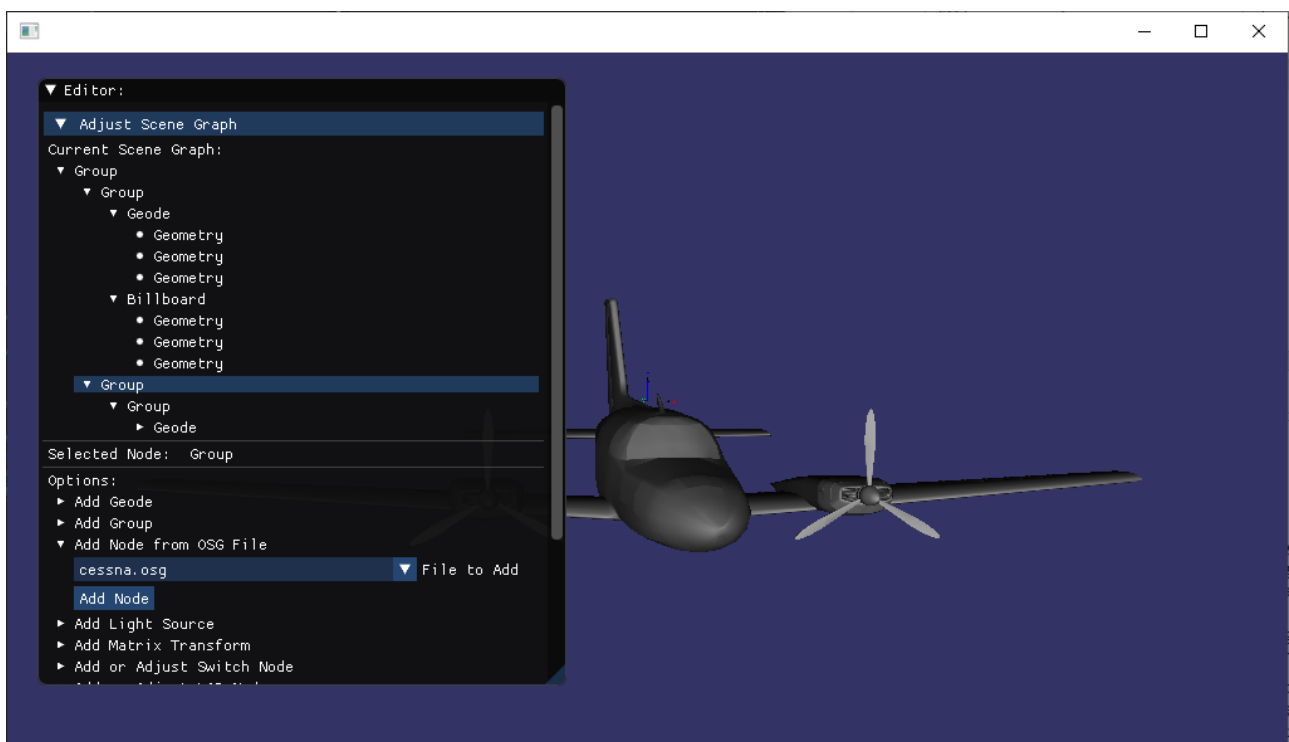 Editor:
Adjust Scene Graph
Current Scene Graph:
Group
Group
Geode
Geometry
Geometry
Geometry
Billboard
Geometry
Geometry
Geometry
Group
Group
Geode
Selected Node: Group
Options:
Add Geode
Add Group
Add Node from OSG File
cessna.osg File to Add
Add Node
Add Light Source
Add Matrix Transform
Add or Adjust Switch Node